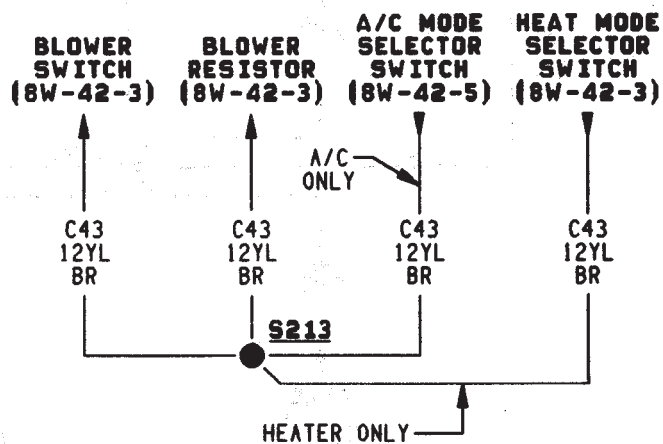 BLOWER
SWITCH
(8W-42-3)
BLOWER
RESISTOR
(8W-42-3)
A/C MODE
SELECTOR
SWITCH
(8W-42-5)
HEAT MODE
SELECTOR
SWITCH
(8W-42-3)
A/C
ONLY
C43
12YL
BR
C43
12YL
BR
C43
12YL
BR
C43
12YL
BR
S213
HEATER ONLY